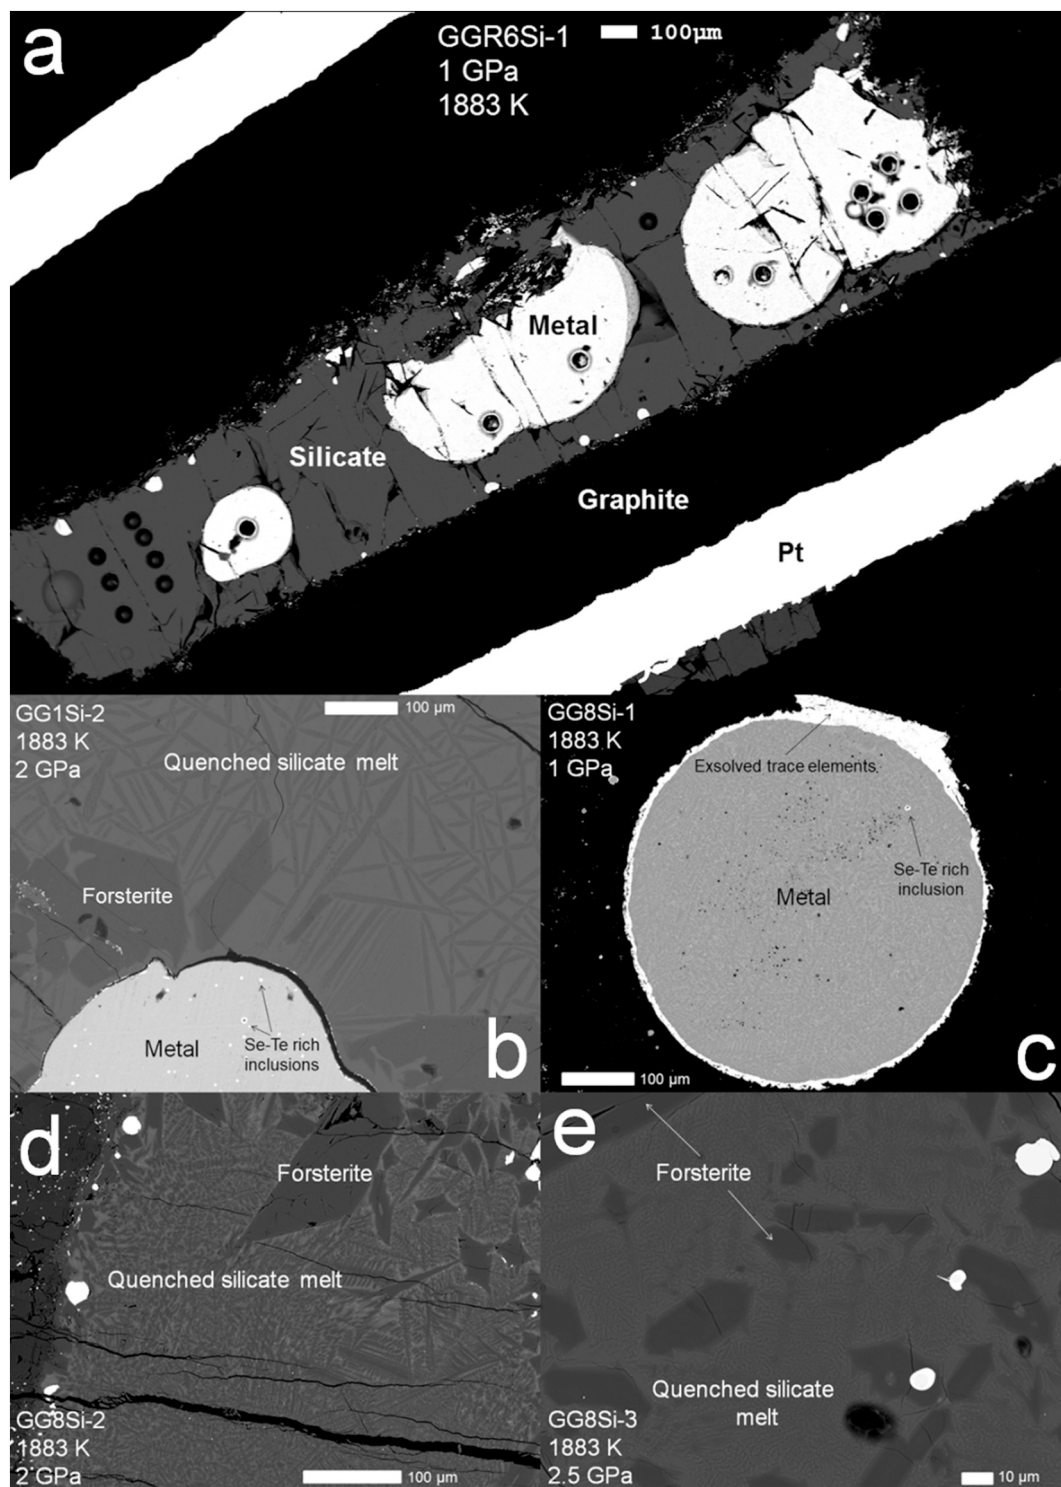 a
GGR6Si-1
100µm
1 GPa
1883 K
Metal
Silicate
Graphite
Pt
GG1Si-2
1883 K
2 GPa
100 µm
Quenched silicate melt
Forsterite
Metal
Se-Te rich
inclusions
b
GG8Si-1
1883 K
1 GPa
Exsolved trace elements
Se-Te rich
inclusion
Metal
100 µm
c
d
Forsterite
Quenched silicate melt
GG8Si-2
1883 K
2 GPa
100 µm
e
Forsterite
Quenched silicate
melt
GG8Si-3
1883 K
2.5 GPa
10 µm